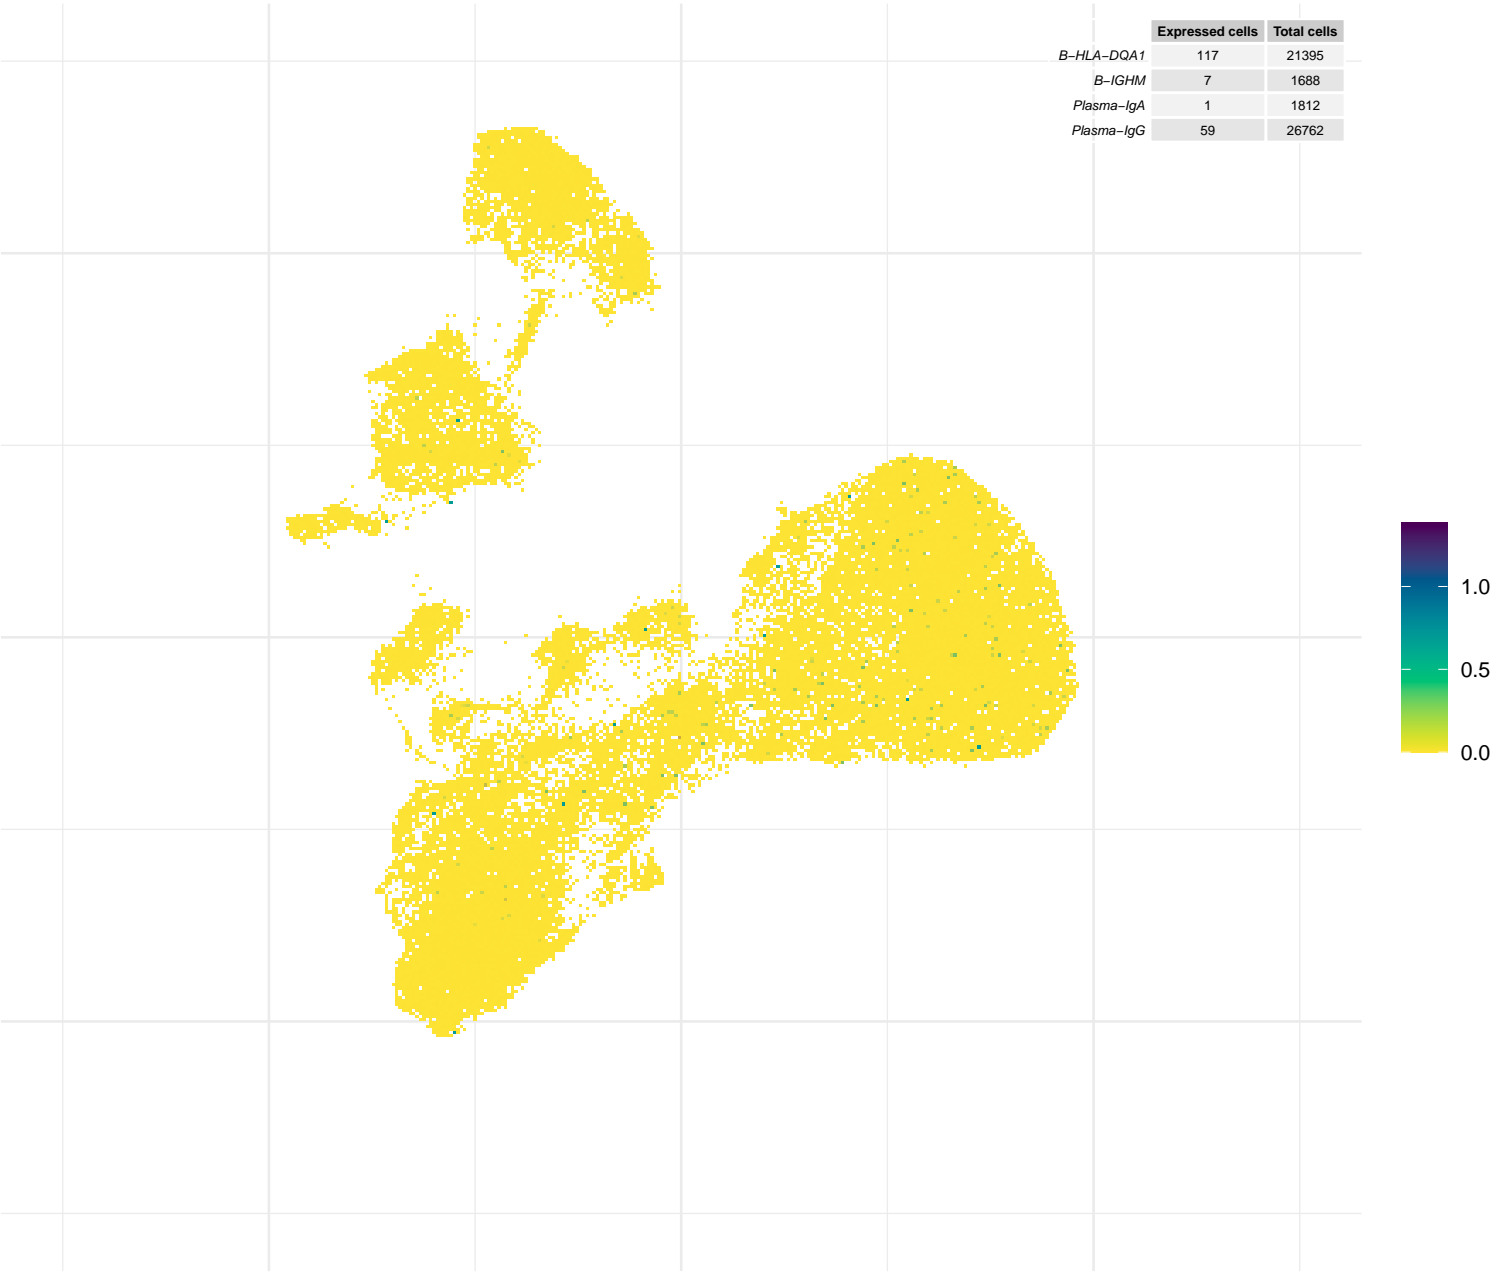 Expressed cells Total cells
B−HLA−DQA1 117 21395
B−IGHM 7 1688
Plasma−IgA 1 1812
Plasma−IgG 59 26762
1.0
0.5
0.0